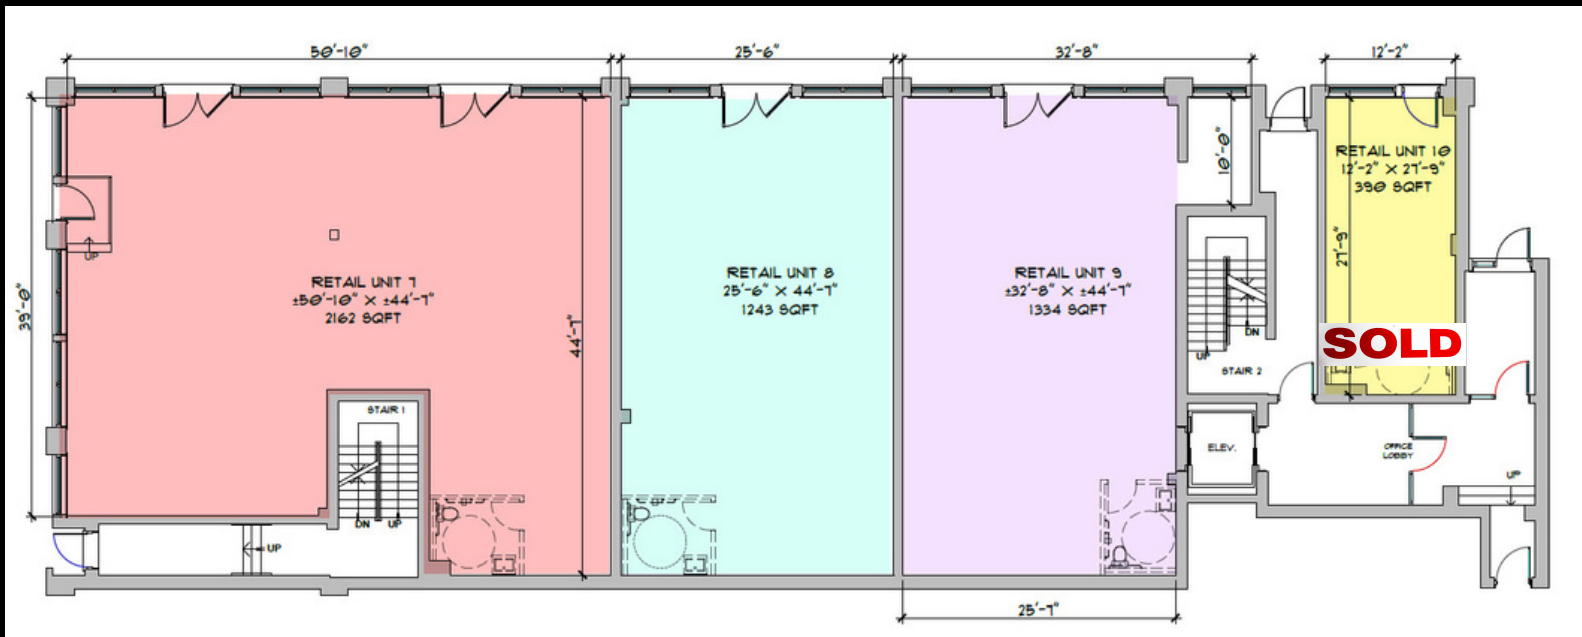 50'-10"
25'-6"
32'-8"
12'-2"
10'-0"
RETAIL UNIT 10
12'-2" X 27'-9"
390 SQFT
27'-9"
SOLD
39'-0"
UP
RETAIL UNIT 7
±50'-10" X ±44'-7"
2162 SQFT
44'-7"
RETAIL UNIT 8
25'-6" X 44'-7"
1243 SQFT
RETAIL UNIT 9
±32'-8" X ±44'-7"
1334 SQFT
DN
UP
STAIR 2
STAIR 1
DN
UP
UP
ELEV.
OFFICE
LOBBY
UP
25'-7"